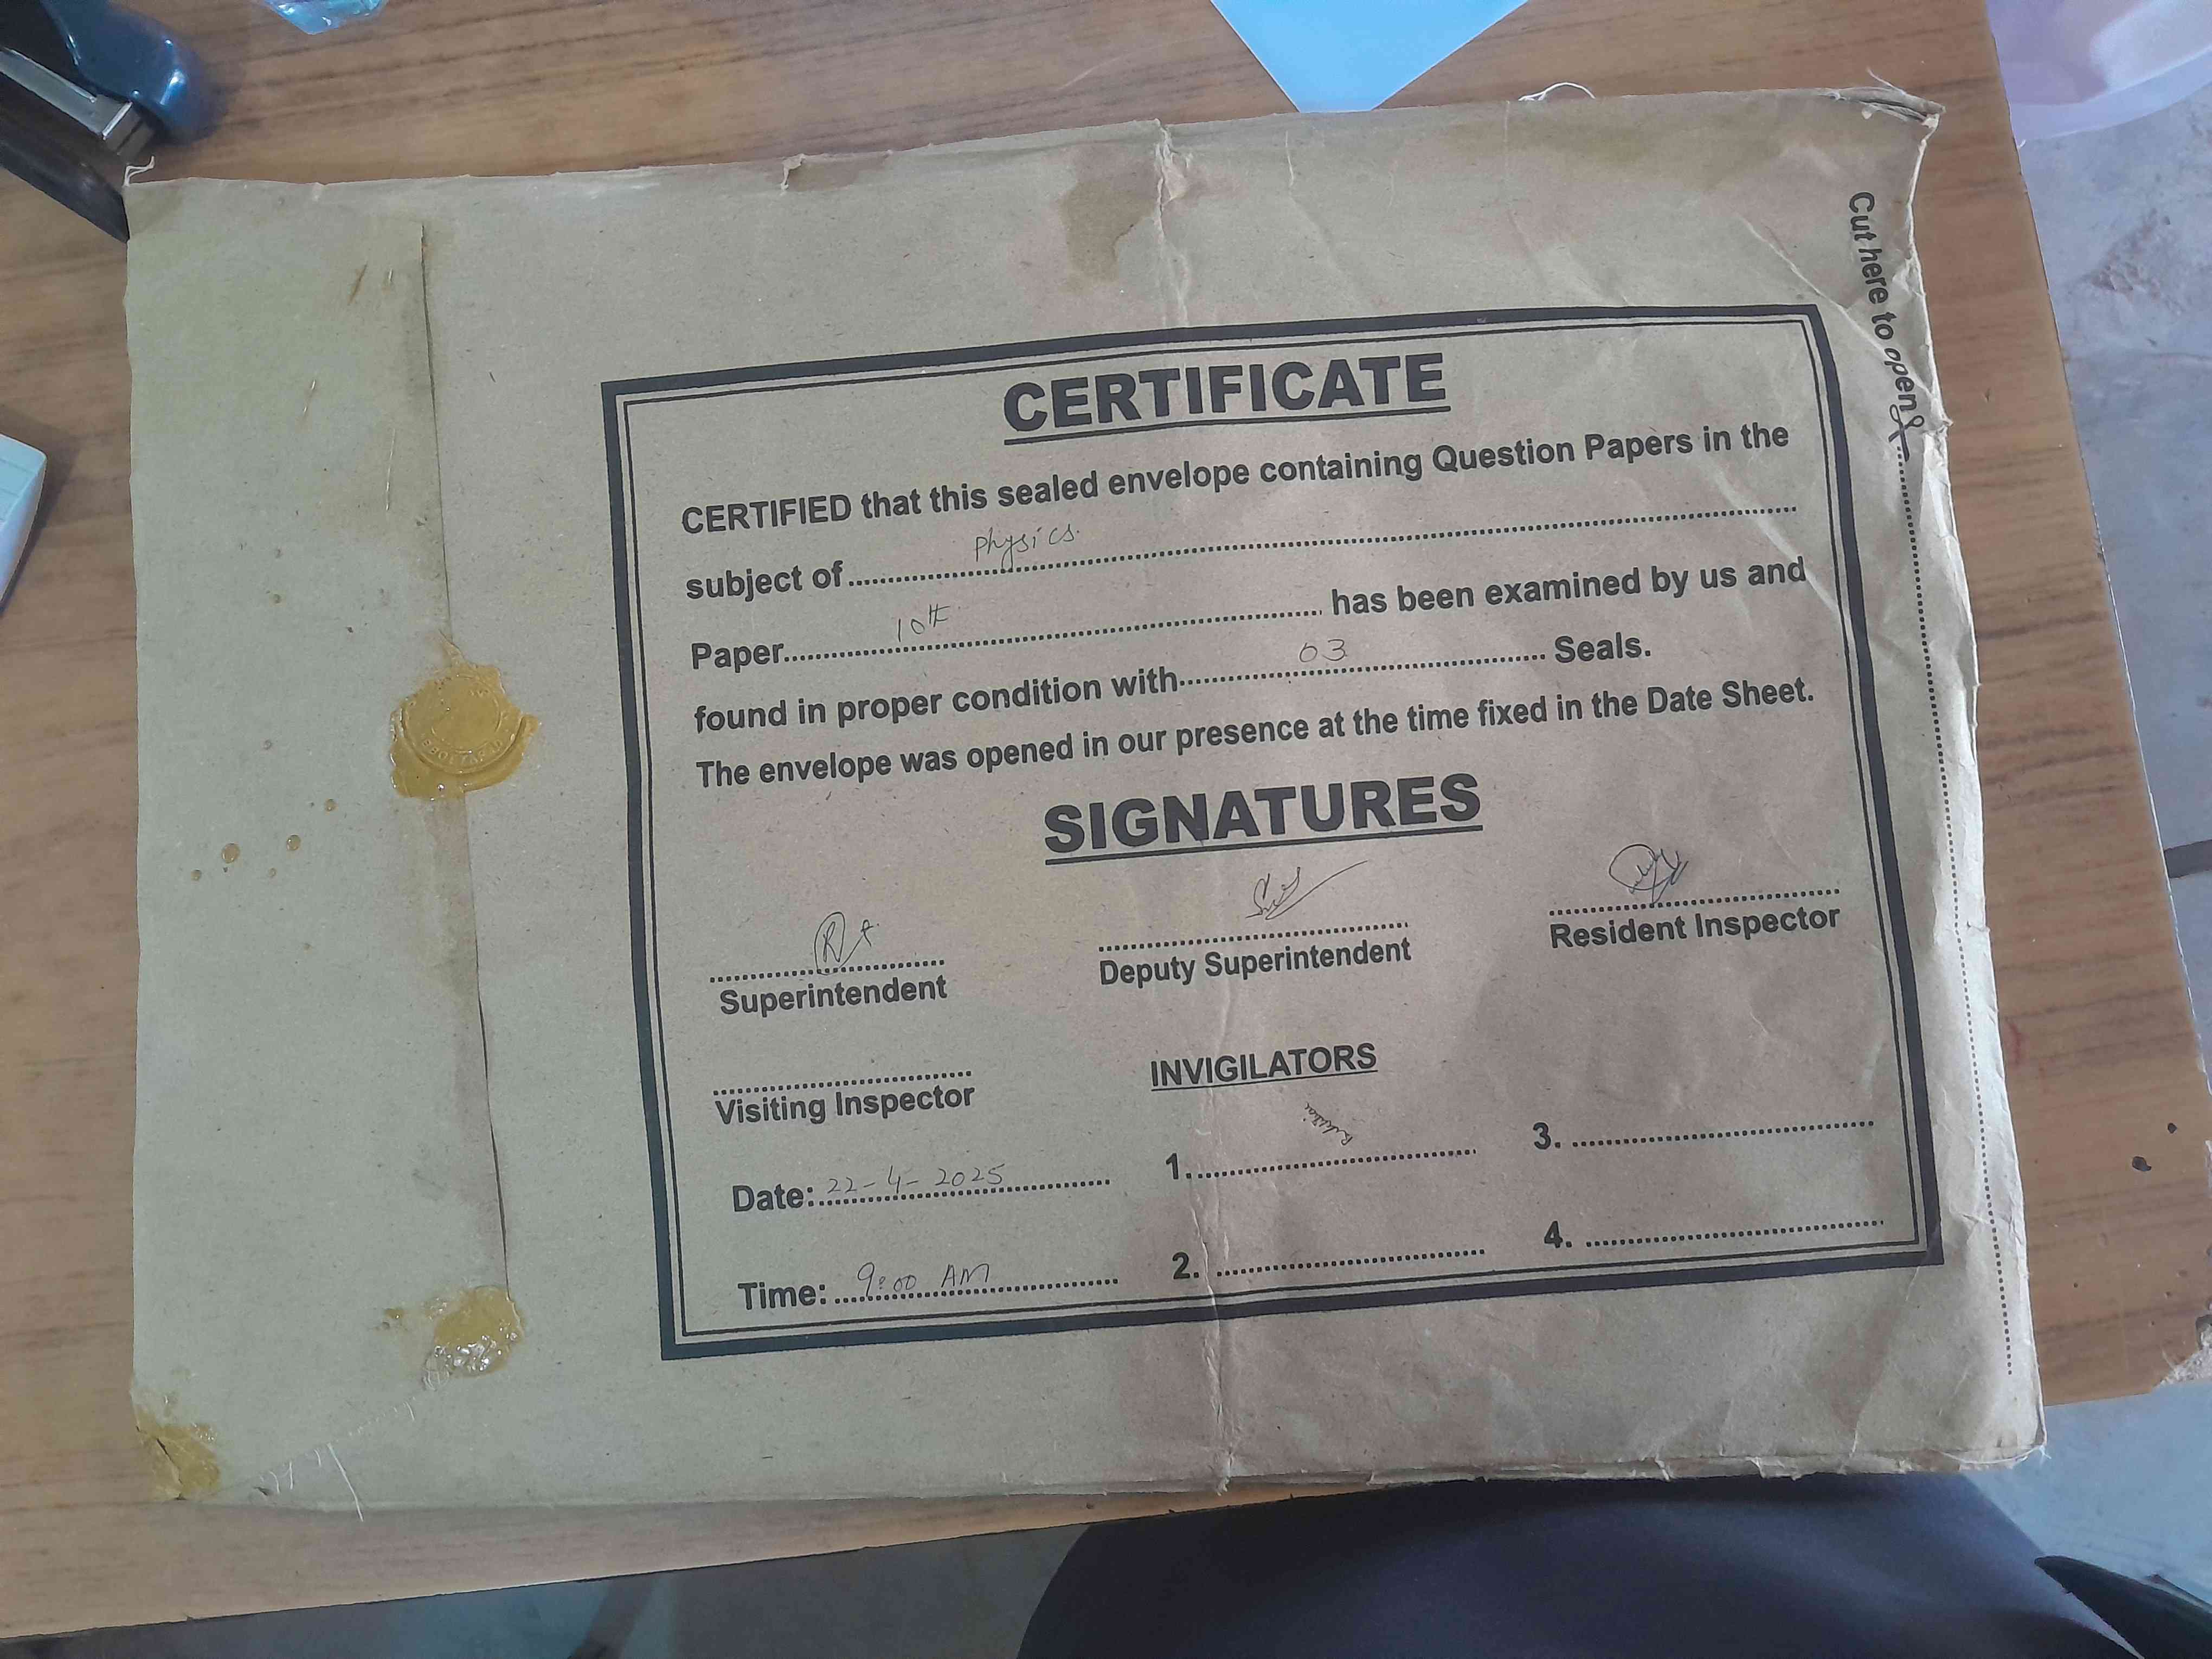 Cut here to open
CERTIFICATE
CERTIFIED that this sealed envelope containing Question Papers in the
subject of Physics
Paper 10th has been examined by us and
found in proper condition with 03 Seals.
The envelope was opened in our presence at the time fixed in the Date Sheet.
SIGNATURES
Superintendent Deputy Superintendent Resident Inspector
Visiting Inspector
INVIGILATORS
Date: 22-4-2025 1. 3.
Time: 9:00 AM 2. 4.